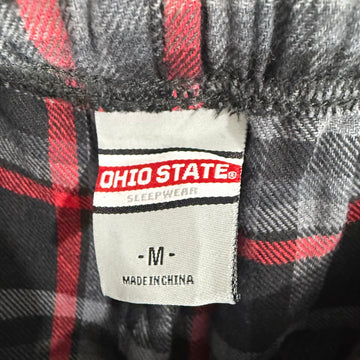 OHIO STATE®
SLEEPWEAR
-M-
MADE IN CHINA